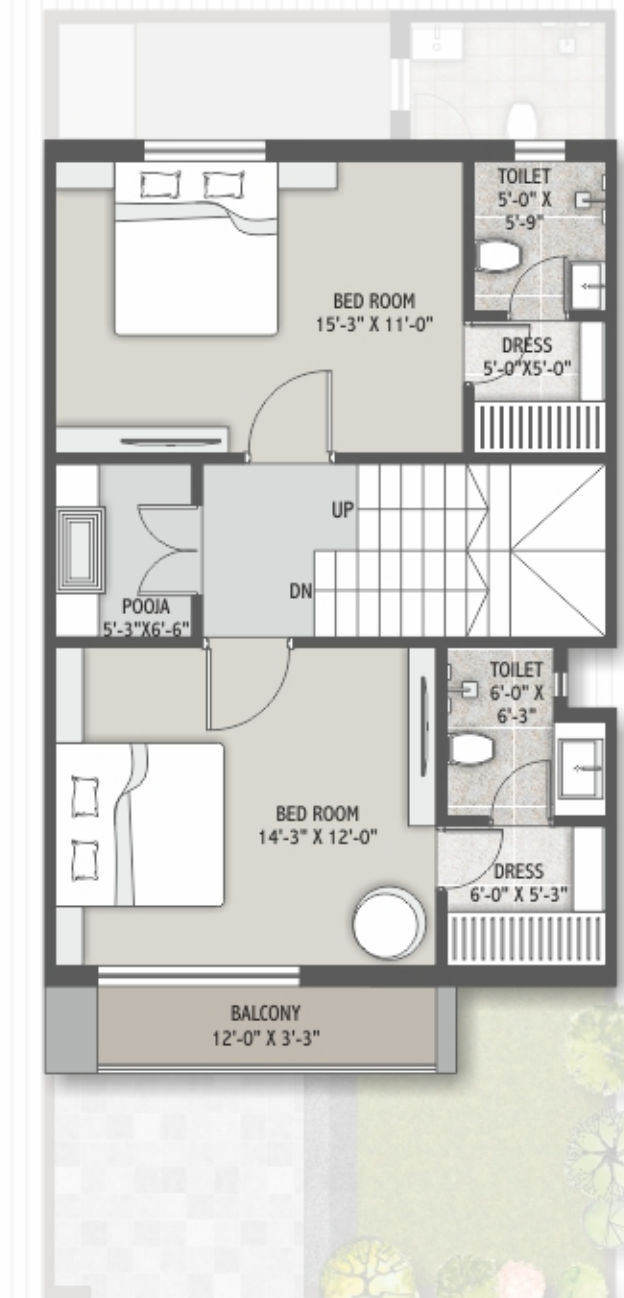 TOILET
5'-0" X
5'-9"
BED ROOM
15'-3" X 11'-0"
DRESS
5'-0"X5'-0"
UP
DN
POOJA
5'-3"X6'-6"
TOILET
6'-0" X
6'-3"
BED ROOM
14'-3" X 12'-0"
DRESS
6'-0" X 5'-3"
BALCONY
12'-0" X 3'-3"